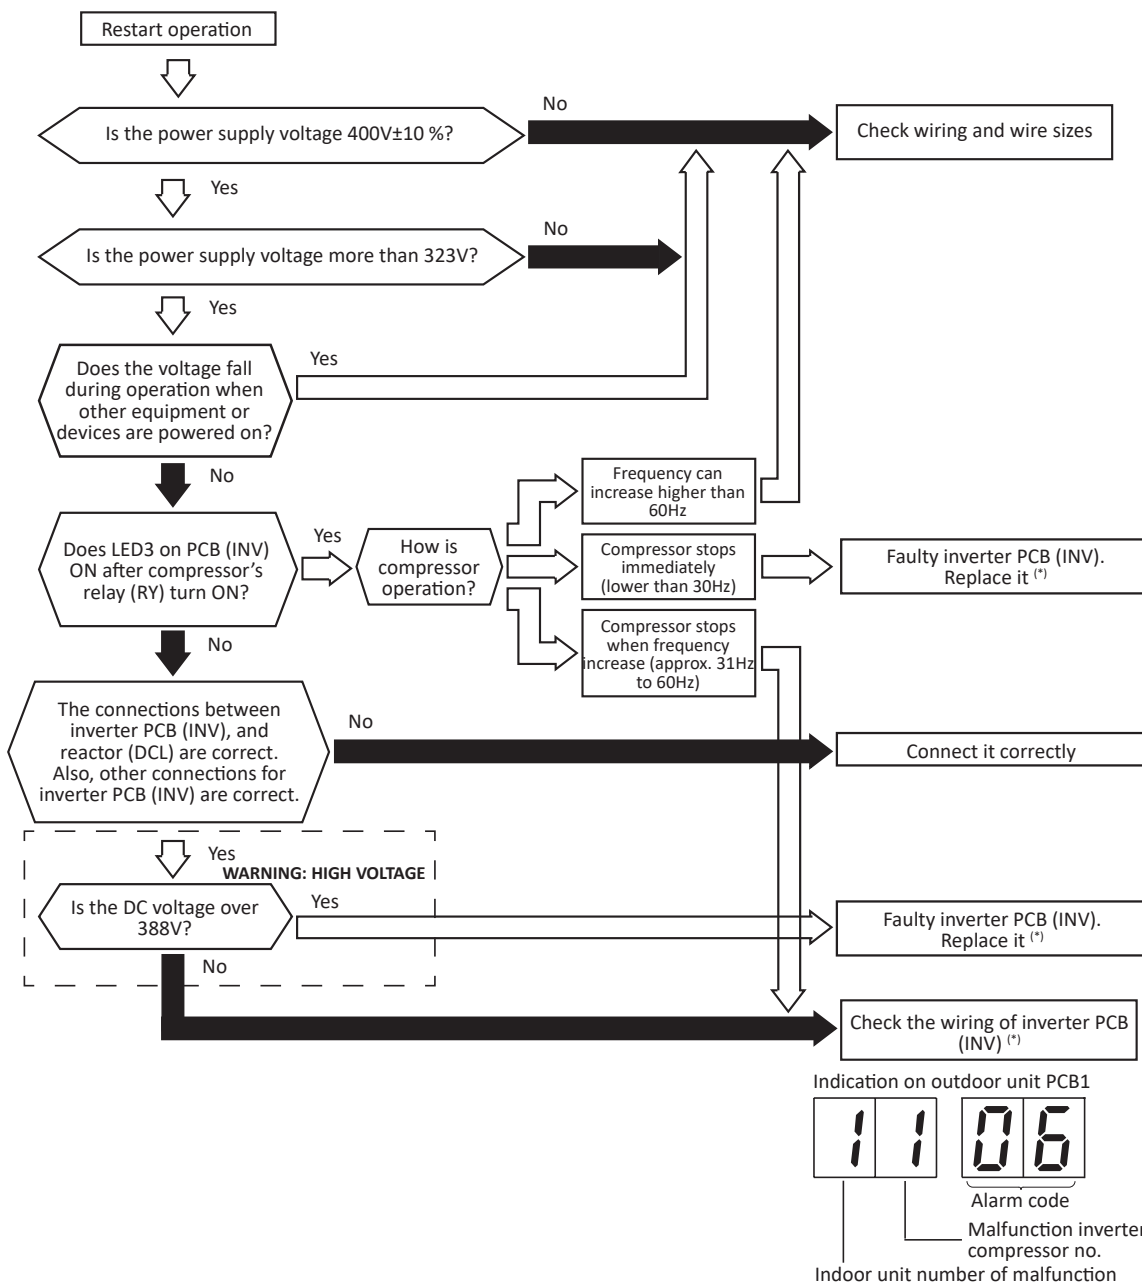 Restart operation
No
Is the power supply voltage 400V±10 %?
Check wiring and wire sizes
Yes
No
Is the power supply voltage more than 323V?
Yes
Does the voltage fall
during operation when
other equipment or
devices are powered on?
Yes
No
Frequency can
increase higher than
60Hz
Does LED3 on PCB (INV)
ON after compressor's
relay (RY) turn ON?
Yes
How is
compressor
operation?
Compressor stops
immediately
(lower than 30Hz)
Faulty inverter PCB (INV).
Replace it (*)
Compressor stops
when frequency
increase (approx. 31Hz
to 60Hz)
No
The connections between
inverter PCB (INV), and
reactor (DCL) are correct.
Also, other connections for
inverter PCB (INV) are correct.
No
Connect it correctly
Yes
WARNING: HIGH VOLTAGE
Is the DC voltage over
388V?
Yes
Faulty inverter PCB (INV).
Replace it (*)
No
Check the wiring of inverter PCB
(INV) (*)
Indication on outdoor unit PCB1
1 1 06
Alarm code
Malfunction inverter
compressor no.
Indoor unit number of malfunction